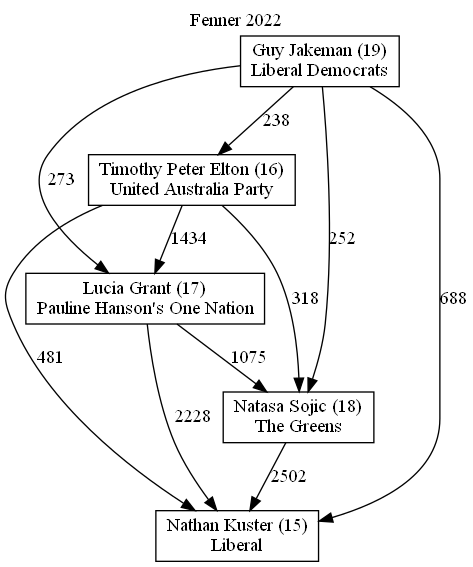 Fenner 2022
Guy Jakeman (19)
Liberal Democrats
238
Timothy Peter Elton (16)
United Australia Party
273
1434
252
Lucia Grant (17)
Pauline Hanson's One Nation
318
688
481
1075
Natasa Sojic (18)
The Greens
2228
2502
Nathan Kuster (15)
Liberal